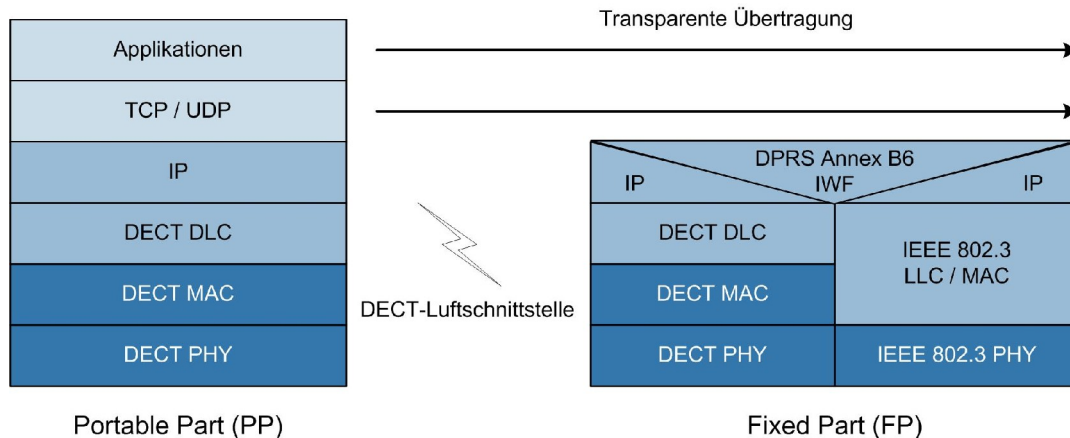 Transparente Übertragung
Applikationen
TCP / UDP
IP
DECT DLC
DECT MAC
DECT PHY
DECT-Luftschnittstelle
DPRS Annex B6
IP
IWF
IP
DECT DLC
DECT MAC
DECT PHY
IEEE 802.3
LLC / MAC
IEEE 802.3 PHY
Portable Part (PP)
Fixed Part (FP)